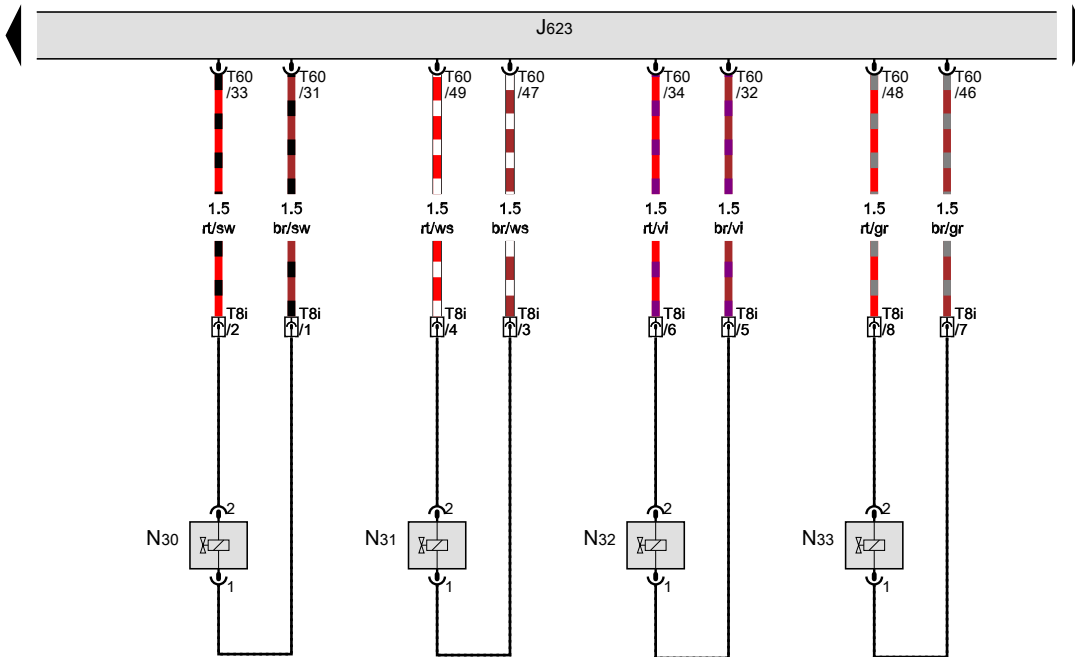 J623
T60 T60 T60 T60 T60 T60 T60 T60
/33 /31 /49 /47 /34 /32 /48 /46
1.5 1.5 1.5 1.5 1.5 1.5 1.5 1.5
rt/sw br/sw rt/ws br/ws rt/vi br/vi rt/gr br/gr
T8i T8i T8i T8i T8i T8i T8i T8i
/2 /1 /4 /3 /6 /5 /8 /7
2 2 2 2
N30 N31 N32 N33
1 1 1 1